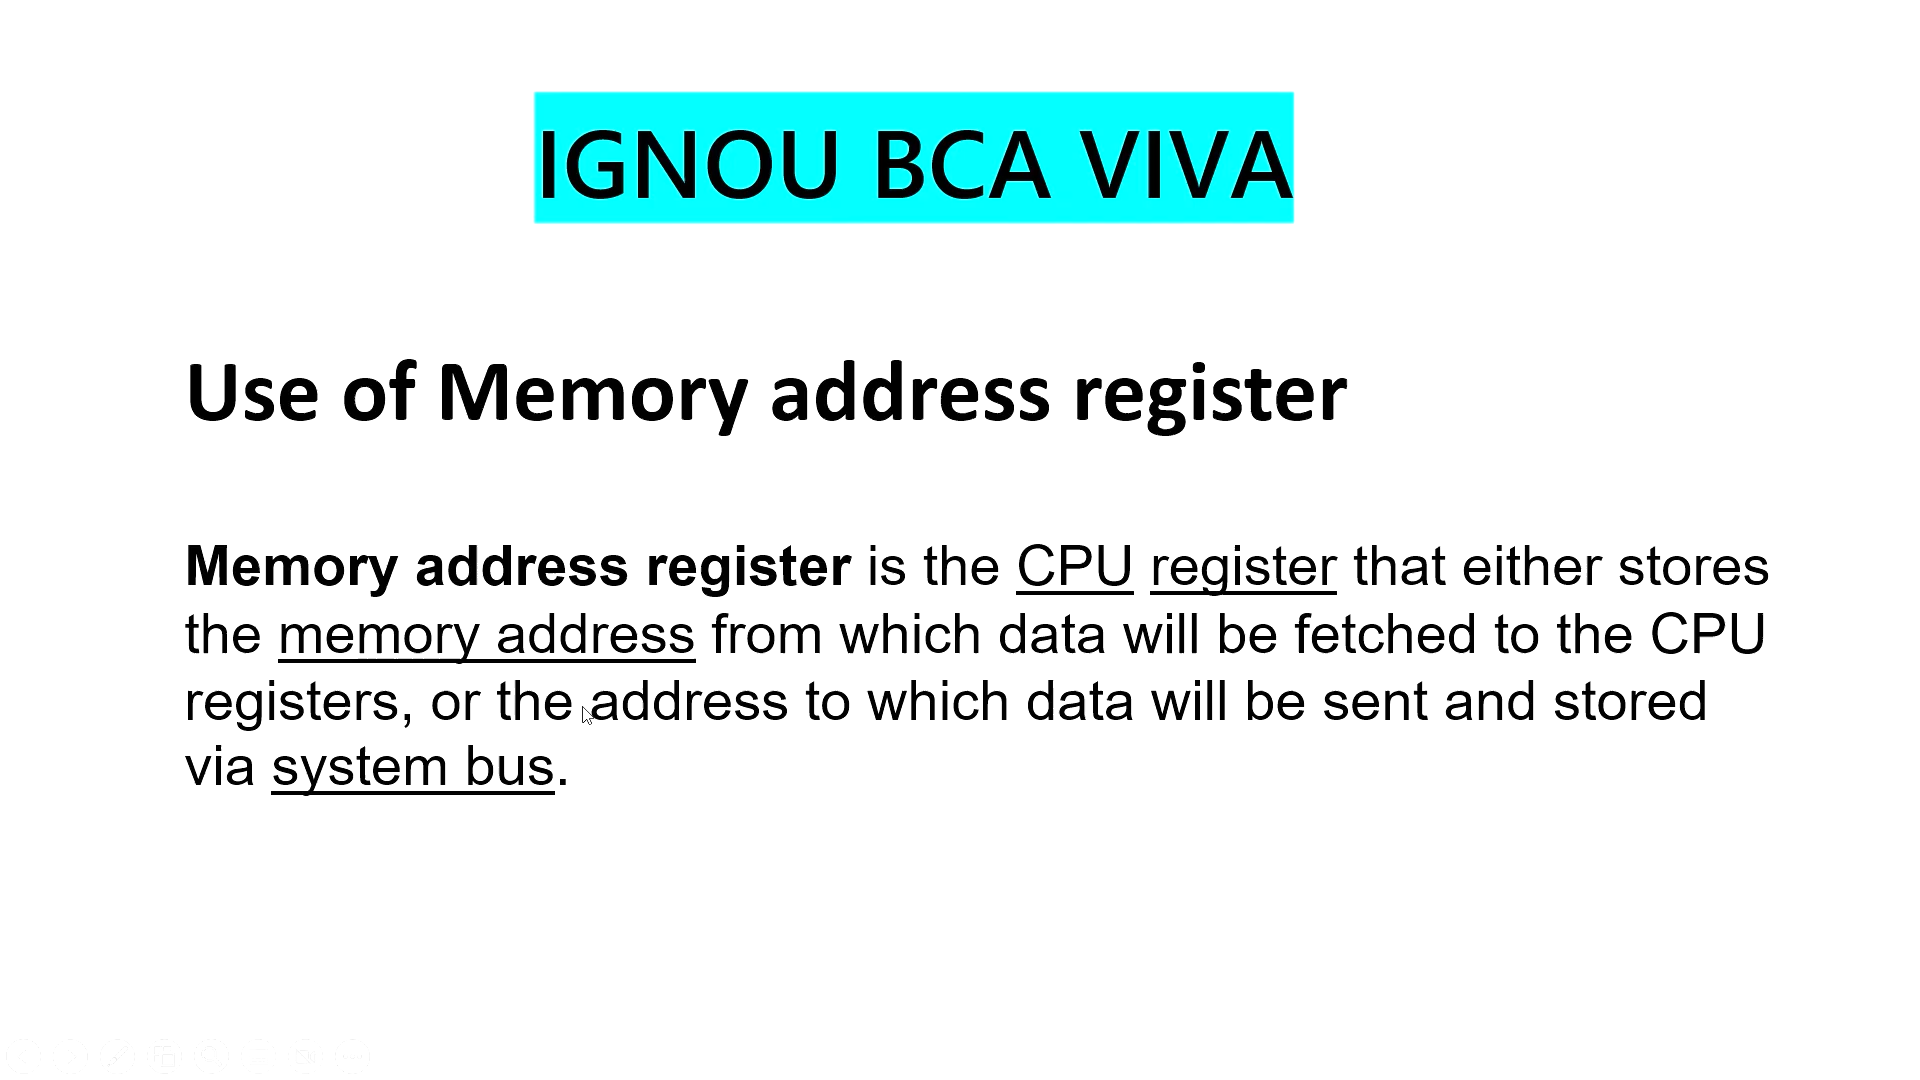 IGNOU BCA VIVA
Use of Memory address register
Memory address register is the CPU register that either stores
the memory address from which data will be fetched to the CPU
registers, or the address to which data will be sent and stored
via system bus.